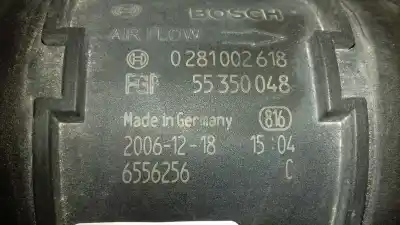 BOSCH
AIR FLOW
0 281 002 618
FGP 55 350 048
Made in Germany 816
2006-12-18 15:04
6556256 C